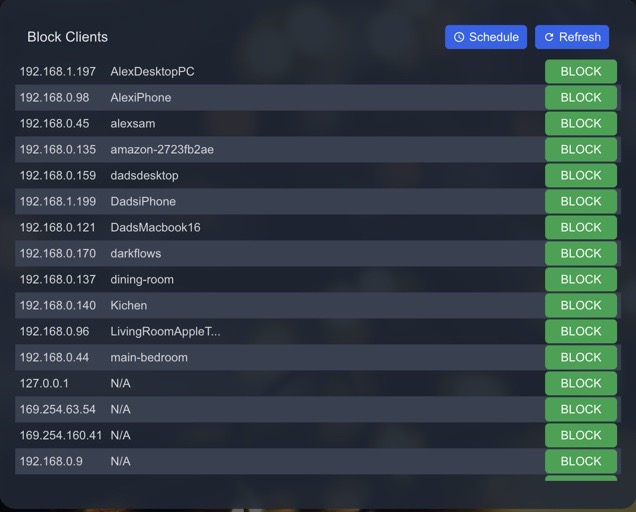 Block Clients Schedule Refresh
192.168.1.197 AlexDesktopPC BLOCK
192.168.0.98 AlexiPhone BLOCK
192.168.0.45 alexsam BLOCK
192.168.0.135 amazon-2723fb2ae BLOCK
192.168.0.159 dadsdesktop BLOCK
192.168.1.199 DadsiPhone BLOCK
192.168.0.121 DadsMacbook16 BLOCK
192.168.0.170 darkflows BLOCK
192.168.0.137 dining-room BLOCK
192.168.0.140 Kichen BLOCK
192.168.0.96 LivingRoomAppleT... BLOCK
192.168.0.44 main-bedroom BLOCK
127.0.0.1 N/A BLOCK
169.254.63.54 N/A BLOCK
169.254.160.41 N/A BLOCK
192.168.0.9 N/A BLOCK